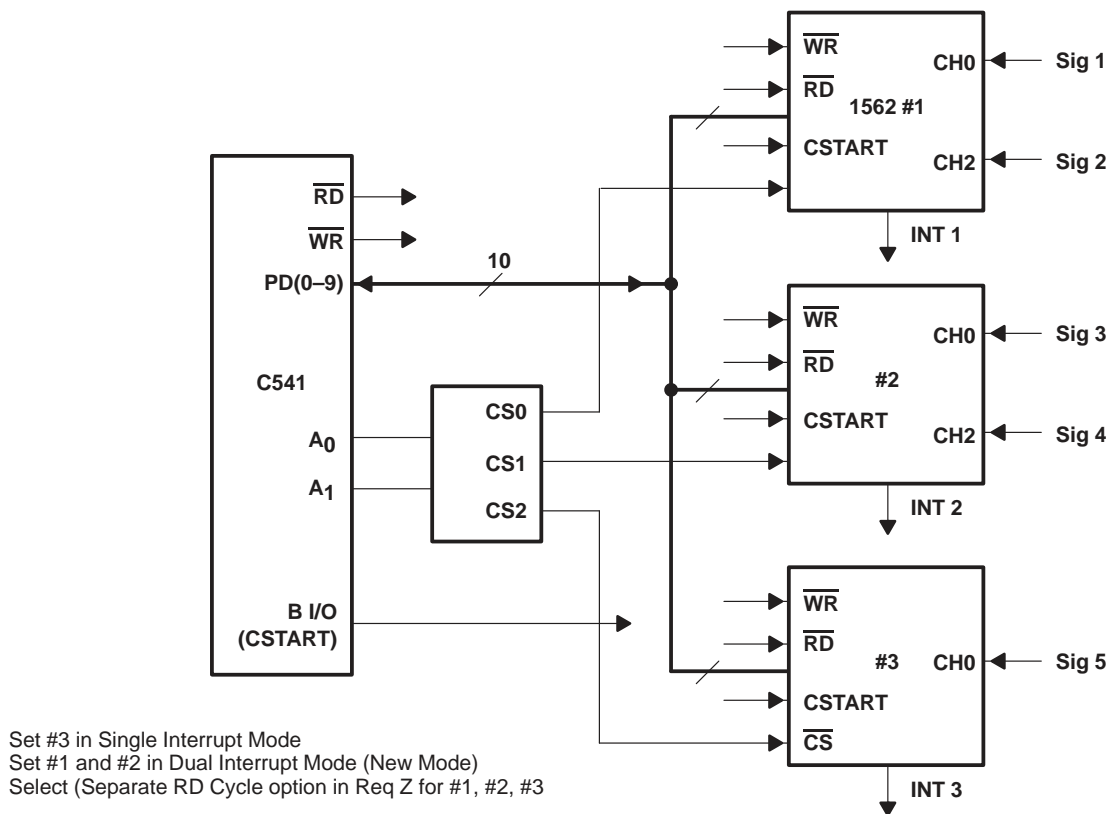 WR
RD
1562 #1
CSTART
CH0
CH2
Sig 1
Sig 2
INT 1
RD
WR
PD(0–9)
10
C541
A0
A1
B I/O
(CSTART)
CS0
CS1
CS2
WR
RD
#2
CSTART
CH0
CH2
Sig 3
Sig 4
INT 2
WR
RD
#3
CSTART
CS
CH0
Sig 5
INT 3
Set #3 in Single Interrupt Mode
Set #1 and #2 in Dual Interrupt Mode (New Mode)
Select (Separate RD Cycle option in Req Z for #1, #2, #3